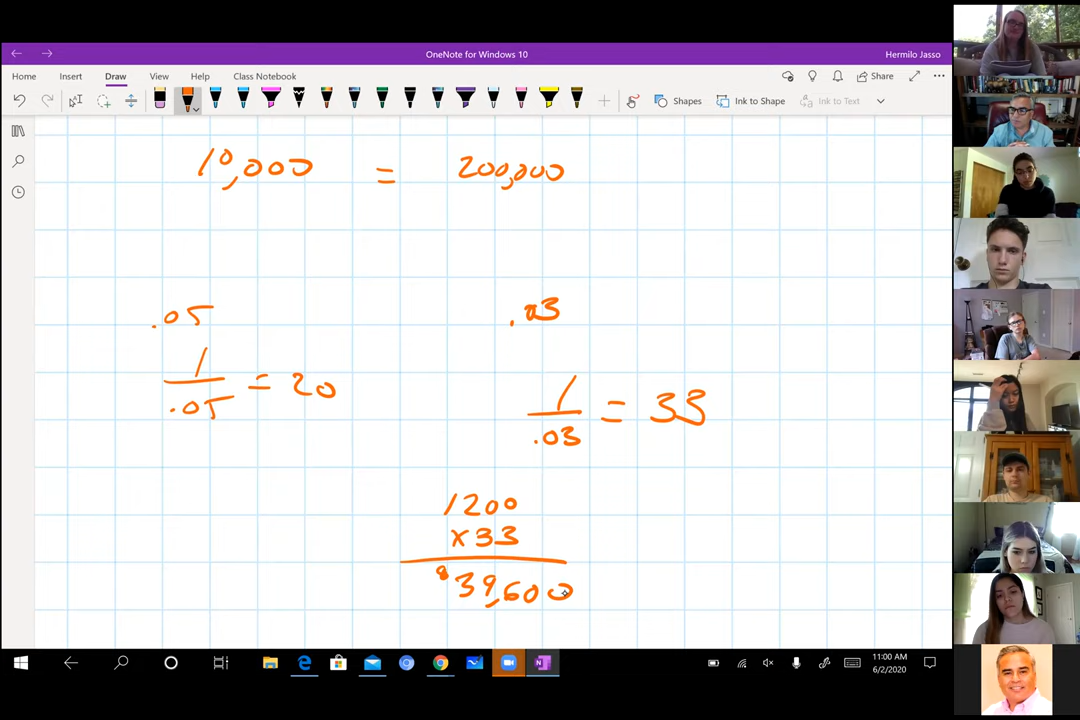 OneNote for Windows 10
Hermilo Jasso
Home Insert Draw View Help Class Notebook Share
Shapes Ink to Shape Ink to Text
10,000 = 200,000
.05
.03
1
.05
= 20
1
.03
= 33
1200
x33
$39,600
11:00 AM
6/2/2020